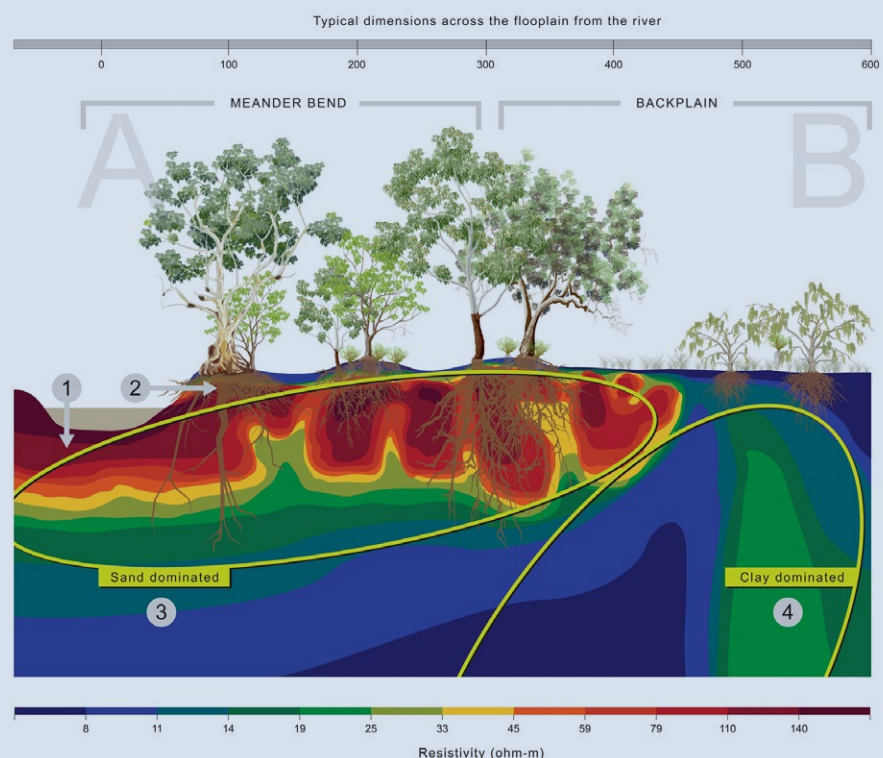 Typical dimensions across the flooplain from the river
0 100 200 300 400 500 600
MEANDER BEND BACKPLAIN
A B
1 2
Sand dominated Clay dominated
3 4
8 11 14 19 25 33 45 59 79 110 140
Resistivity (ohm-m)